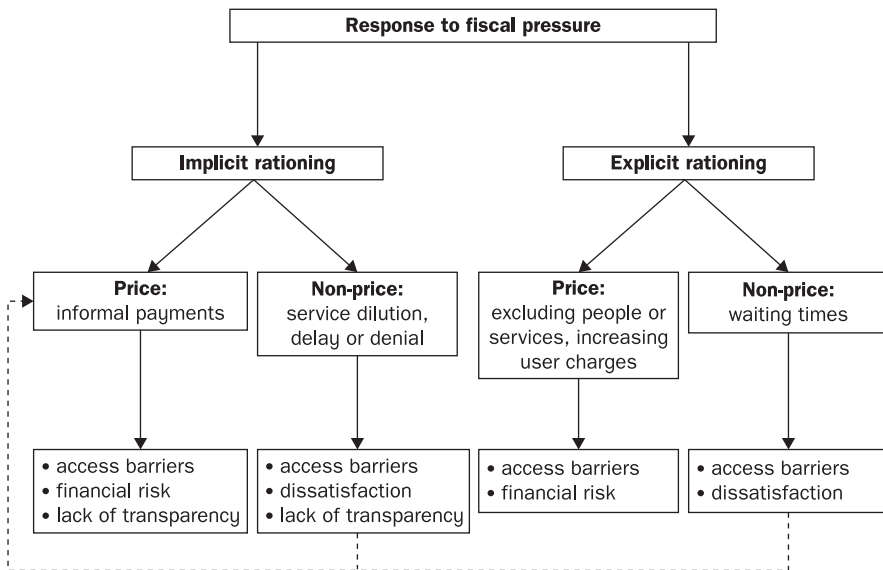 Response to fiscal pressure
Implicit rationing
Explicit rationing
Price:
informal payments
Non-price:
service dilution,
delay or denial
Price:
excluding people or
services, increasing
user charges
Non-price:
waiting times
• access barriers
• financial risk
• lack of transparency
• access barriers
• dissatisfaction
• lack of transparency
• access barriers
• financial risk
• access barriers
• dissatisfaction